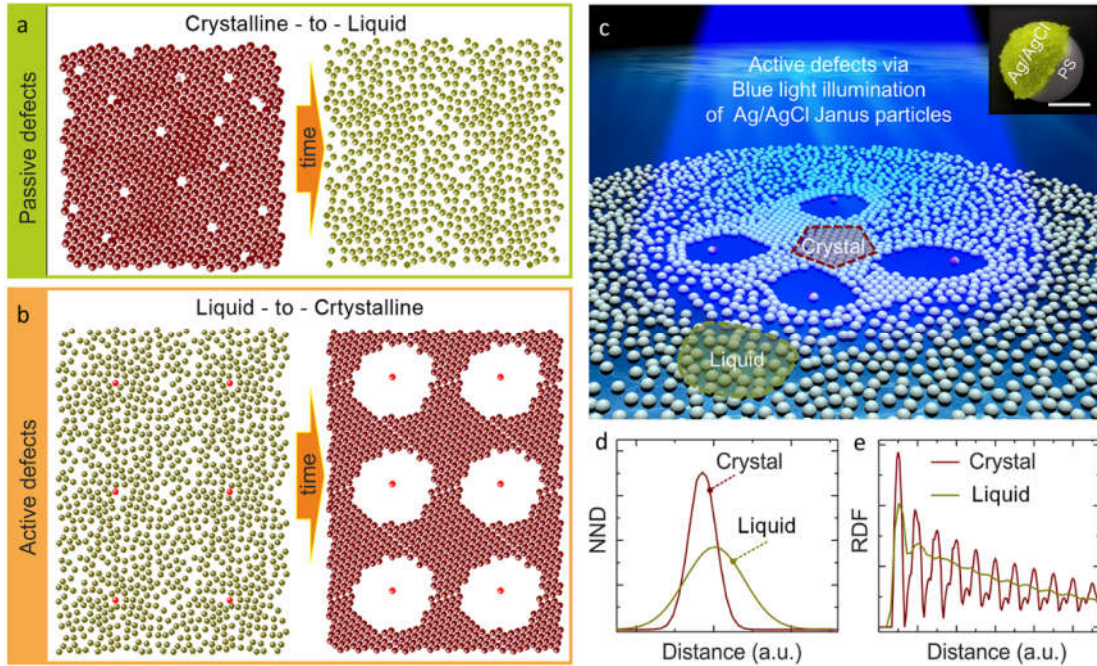 a
Crystalline - to - Liquid
Passive defects
time
b
Liquid - to - Crtystalline
Active defects
time
c
Active defects via
Blue light illumination
of Ag/AgCl Janus particles
Ag/AgCl
PS
Crystal
Liquid
d
Crystal
Liquid
NND
Distance (a.u.)
e
Crystal
Liquid
RDF
Distance (a.u.)